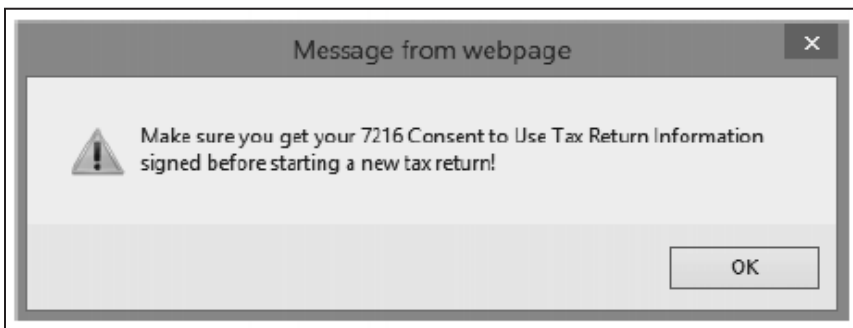 Message from webpage
Make sure you get your 7216 Consent to Use Tax Return Information
signed before starting a new tax return!
OK